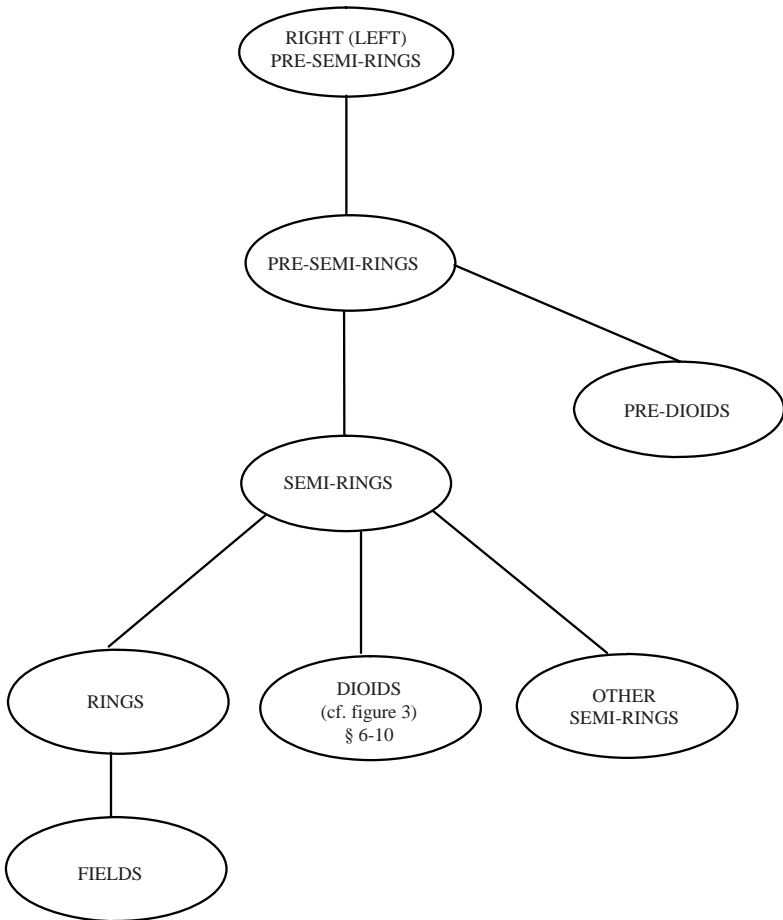 RIGHT (LEFT)
PRE-SEMI-RINGS
PRE-SEMI-RINGS
PRE-DIOIDS
SEMI-RINGS
RINGS
DIOIDS
(cf. figure 3)
§ 6-10
OTHER
SEMI-RINGS
FIELDS